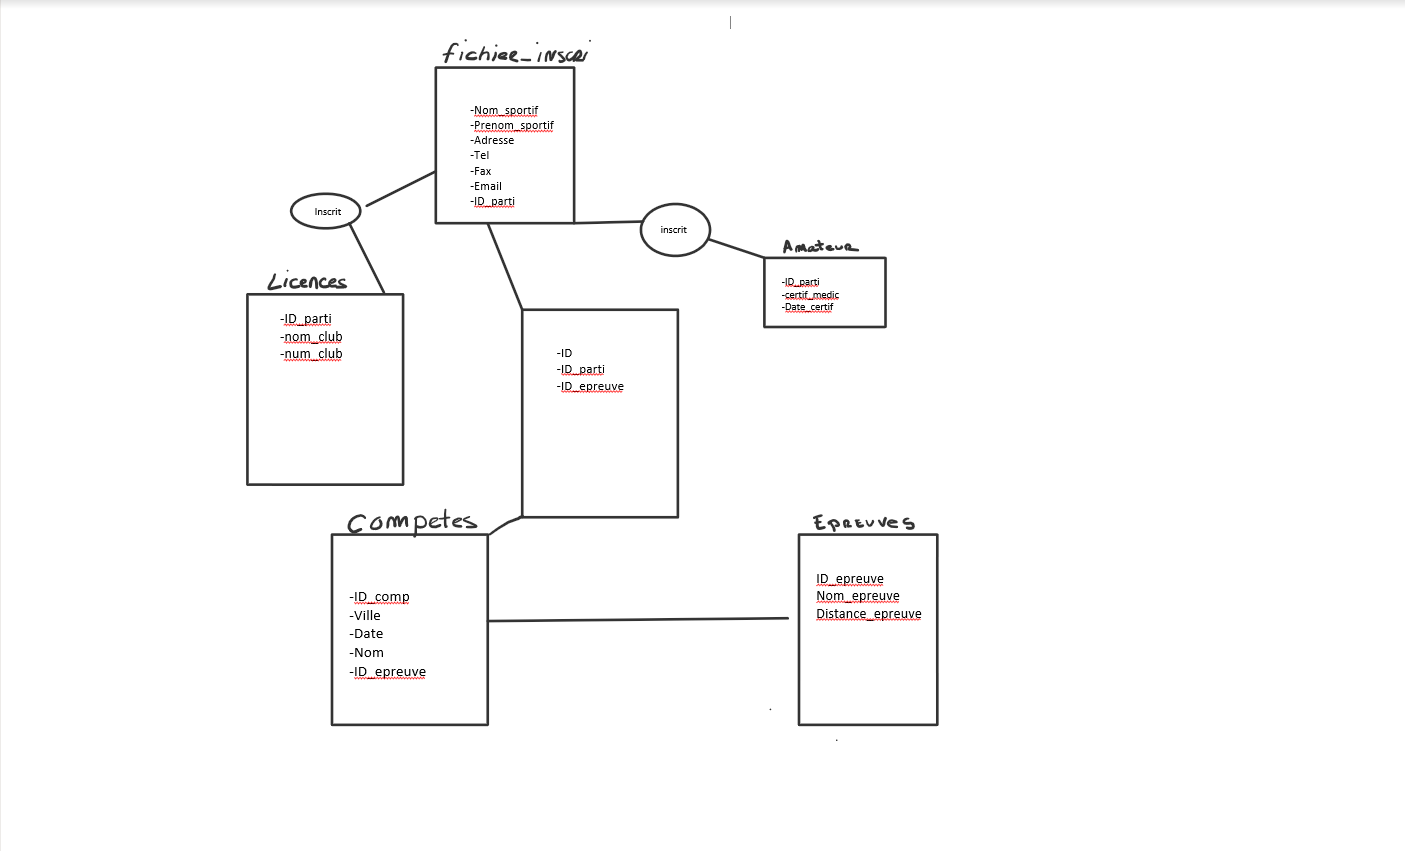 fichier_inscri
-Nom_sportif
-Prenom_sportif
-Adresse
-Tel
-Fax
-Email
-ID_parti
Inscrit
inscrit
Amateur
-ID_parti
-certif_medic
-Date_certif
Licences
-ID_parti
-nom_club
-num_club
-ID
-ID_parti
-ID_epreuve
Competes
-ID_comp
-Ville
-Date
-Nom
-ID_epreuve
Epreuves
ID_epreuve
Nom_epreuve
Distance_epreuve